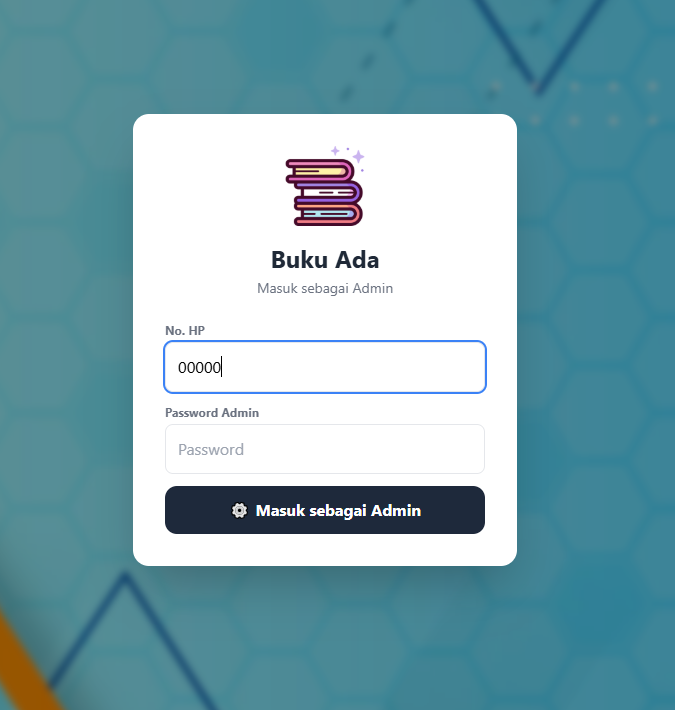 Buku Ada
Masuk sebagai Admin
No. HP
00000
Password Admin
Password
Masuk sebagai Admin